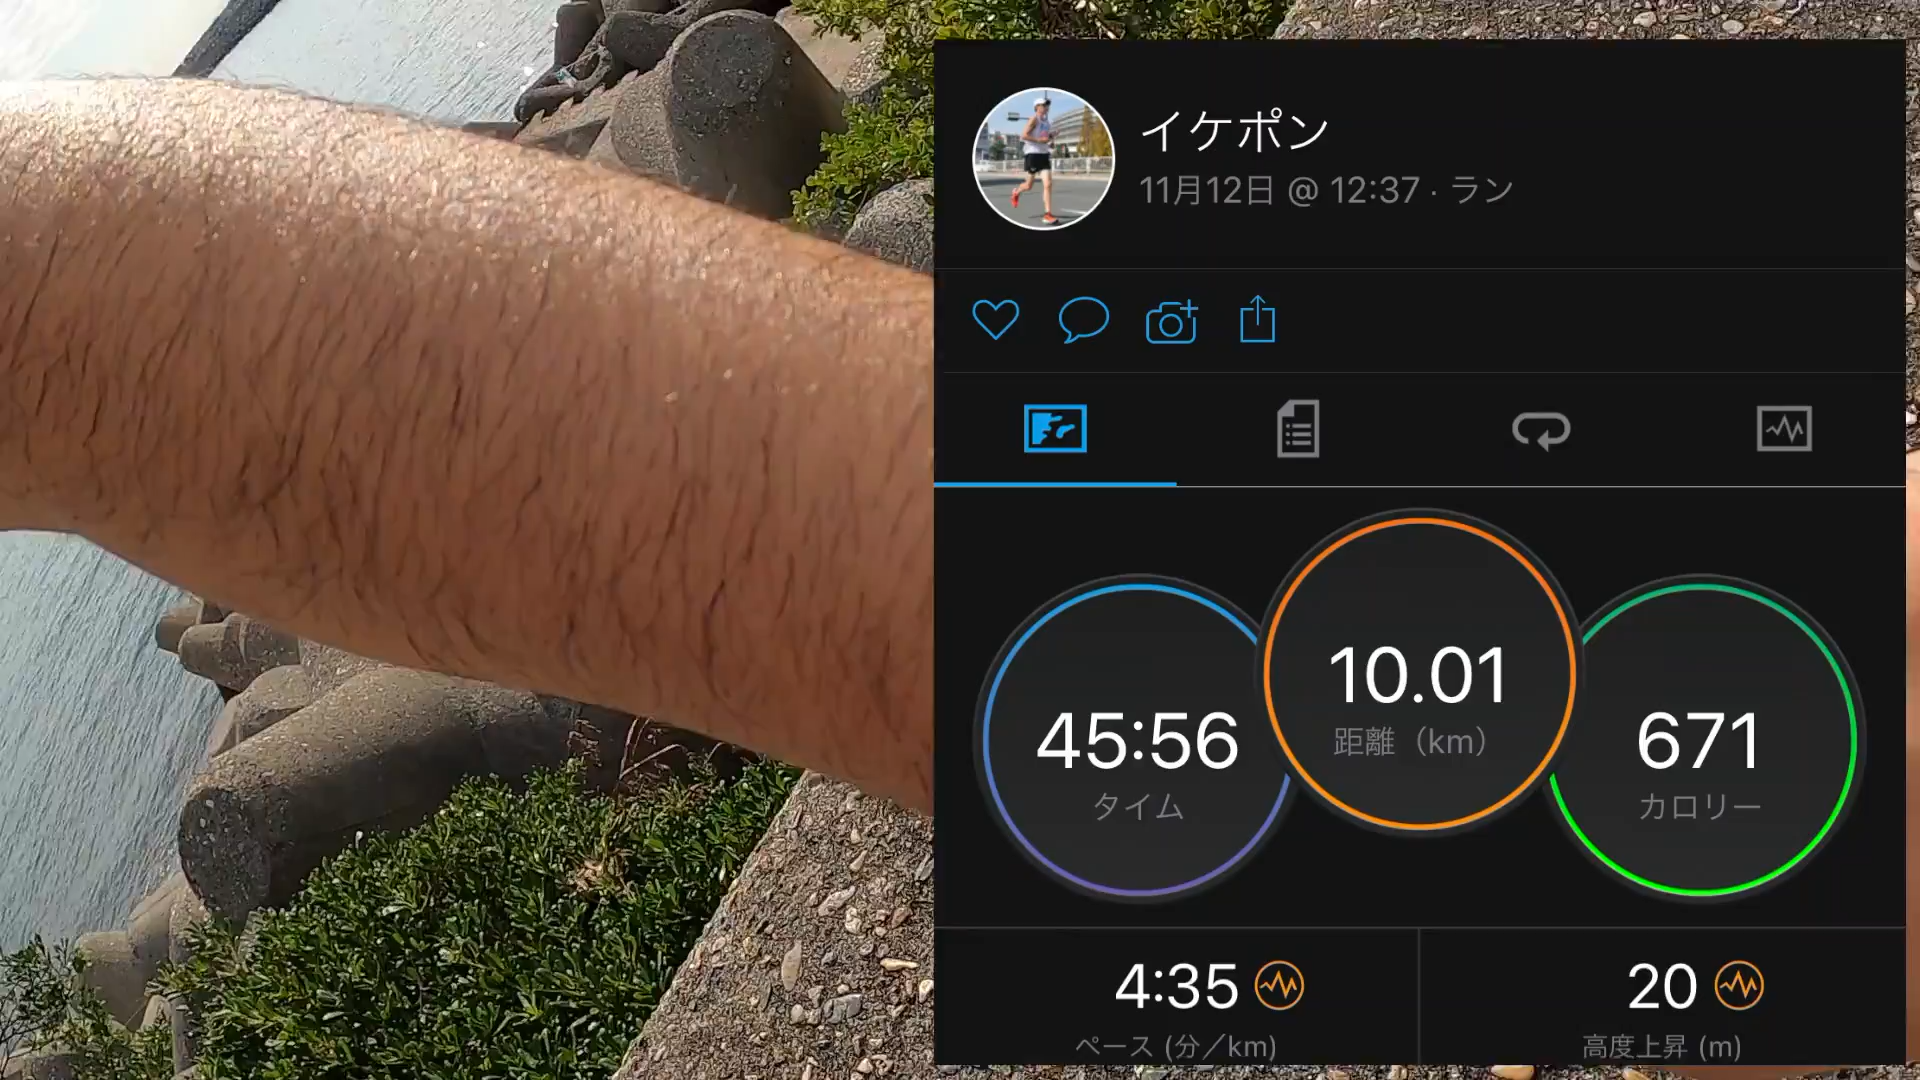 イケポン
11月12日 @ 12:37 · ラン
10.01
距離（km）
45:56
タイム
671
カロリー
4:35
ペース (分／km)
20
高度上昇 (m)